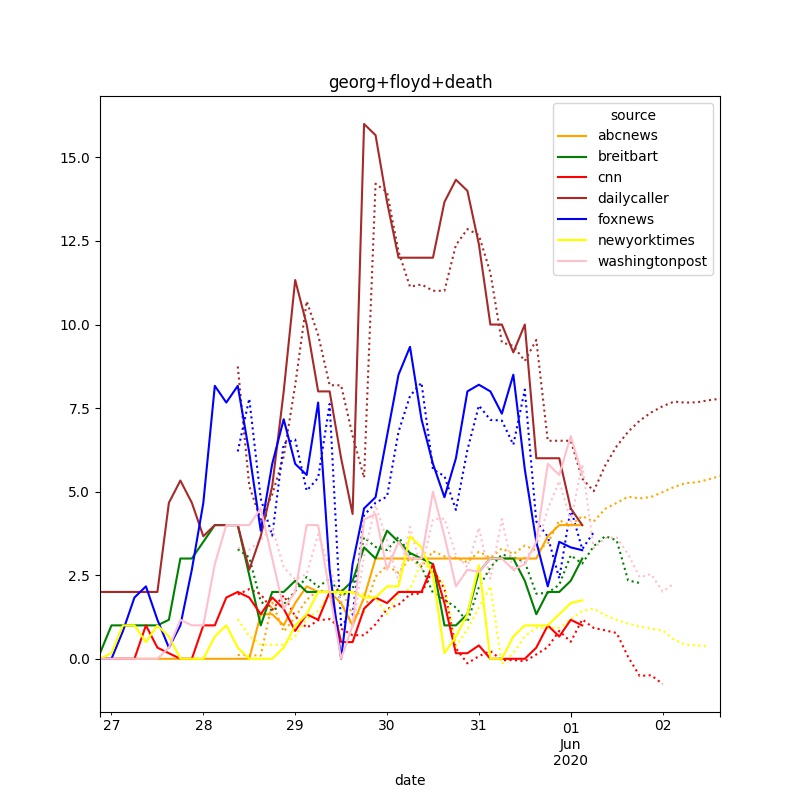 georg+floyd+death
source
abcnews
breitbart
cnn
dailycaller
foxnews
newyorktimes
washingtonpost
15.0
12.5
10.0
7.5
5.0
2.5
0.0
27
28
29
30
31
01
02
Jun
2020
date